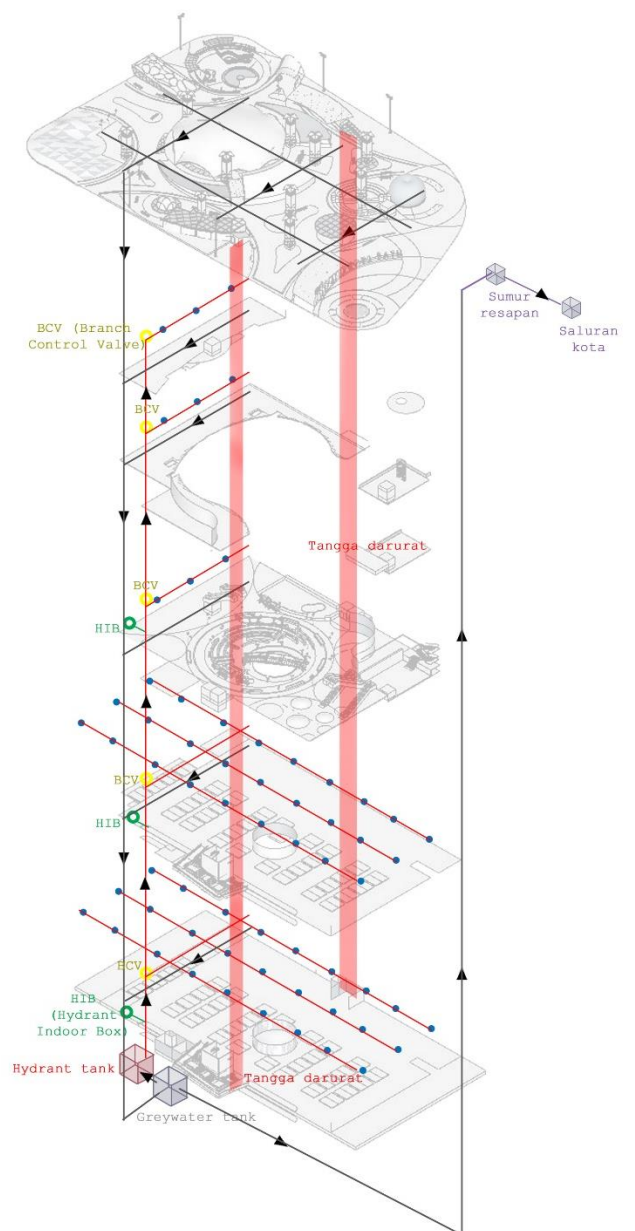 BCV (Branch
Control Valve)
Sumur
resapan
Saluran
kota
BCV
Tangga darurat
BCV
HIB
BCV
HIB
BCV
HIB
(Hydrant
Indoor Box)
Hydrant tank
Tangga darurat
Greywater tank